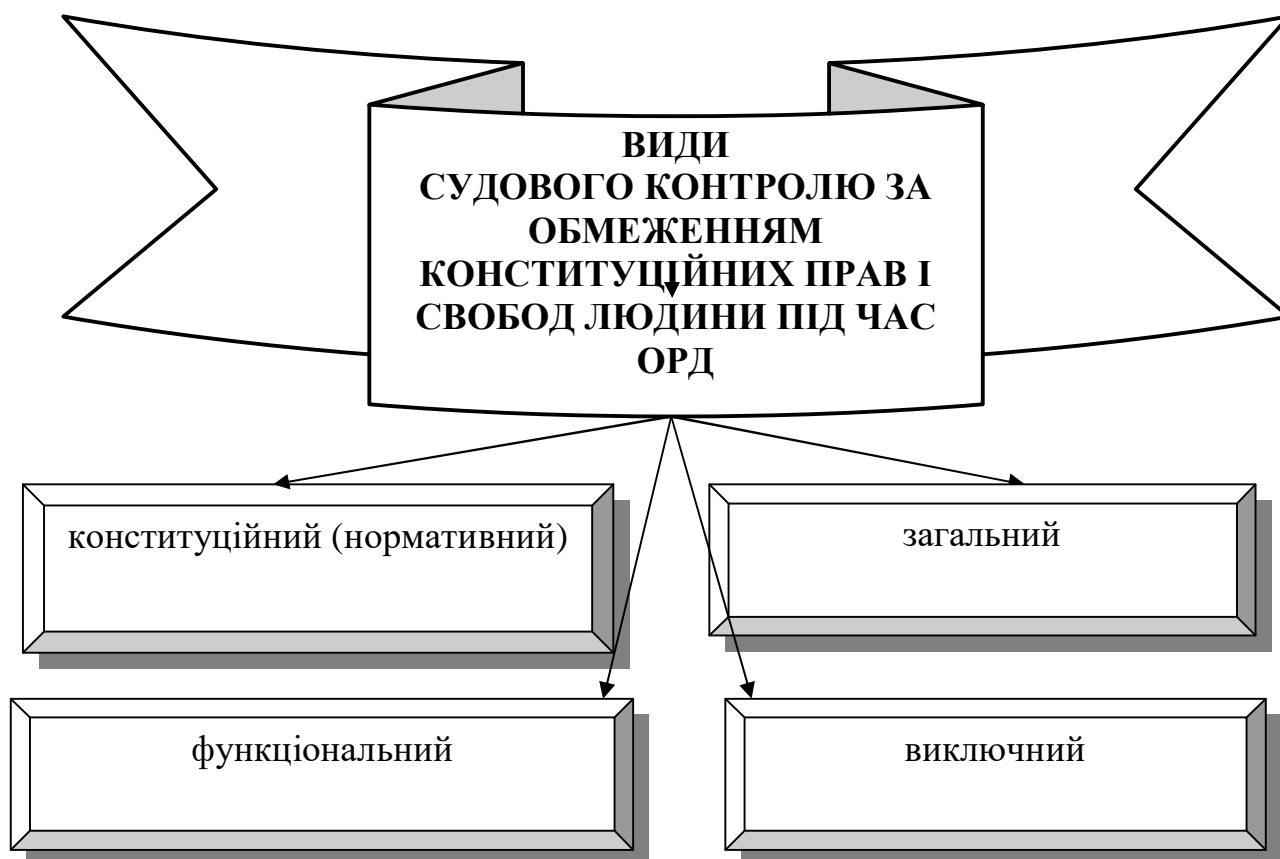 ВИДИ
СУДОВОГО КОНТРОЛЮ ЗА
ОБМЕЖЕННЯМ
КОНСТИТУЦІЙНИХ ПРАВ І
СВОБОД ЛЮДИНИ ПІД ЧАС
ОРД
конституційний (нормативний)
загальний
функціональний
виключний